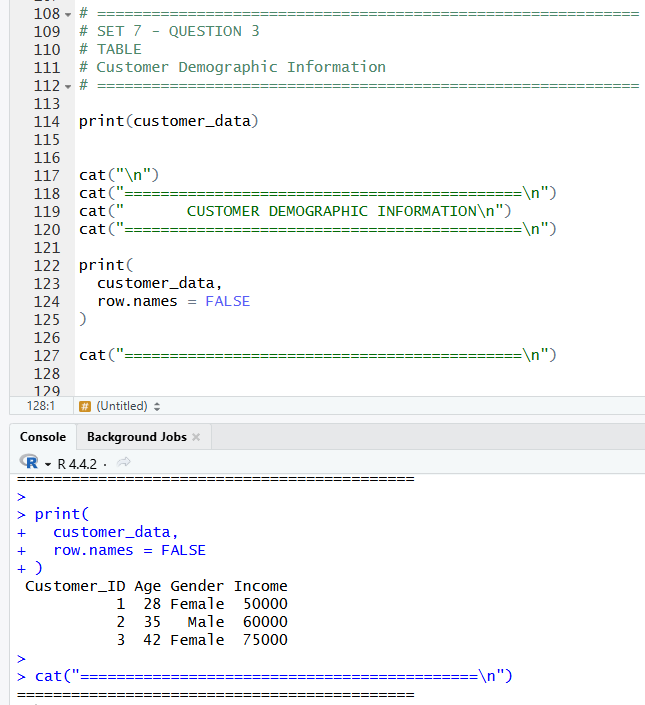 108 # ============================================================
109 # SET 7 - QUESTION 3
110 # TABLE
111 # Customer Demographic Information
112 # ============================================================
113
114 print(customer_data)
115
116
117 cat("\n")
118 cat("============================================\n")
119 cat("       CUSTOMER DEMOGRAPHIC INFORMATION\n")
120 cat("============================================\n")
121
122 print(
123   customer_data,
124   row.names = FALSE
125 )
126
127 cat("============================================\n")
128
129
128:1 # (Untitled)
Console Background Jobs
R R 4.4.2 ·
============================================
>
> print(
+   customer_data,
+   row.names = FALSE
+ )
 Customer_ID Age Gender Income
           1  28 Female  50000
           2  35   Male  60000
           3  42 Female  75000
>
> cat("============================================\n")
============================================